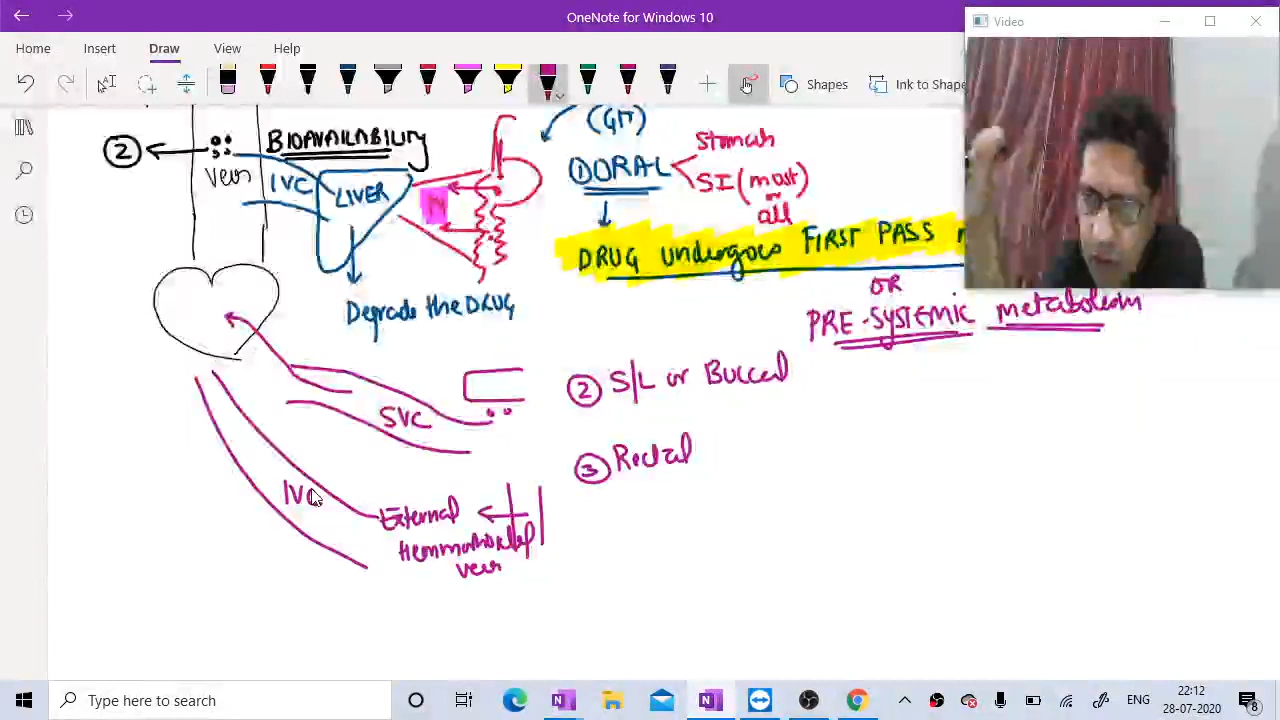 OneNote for Windows 10
Video
Home Insert Draw View Help
Shapes
Ink to Shape
(GIT)
② BIOAVAILABILITY
Vein
IVC
LIVER
① ORAL
Stomach
SI (most)
or
all
DRUG undergoes FIRST PASS
Degrade the DRUG
OR
PRE-SYSTEMIC metabolism
② S/L or Buccal
SVC
③ Rectal
IVC
External
vein
Type here to search
ENG
22:12
28-07-2020
8